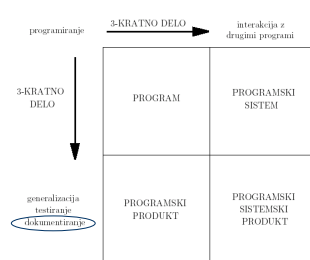 programiranje
3-KRATNO DELO
interakcija z
drugimi programi
3-KRATNO
DELO
PROGRAM
PROGRAMSKI
SISTEM
generalizacija
testiranje
dokumentiranje
PROGRAMSKI
PRODUKT
PROGRAMSKI
SISTEMSKI
PRODUKT